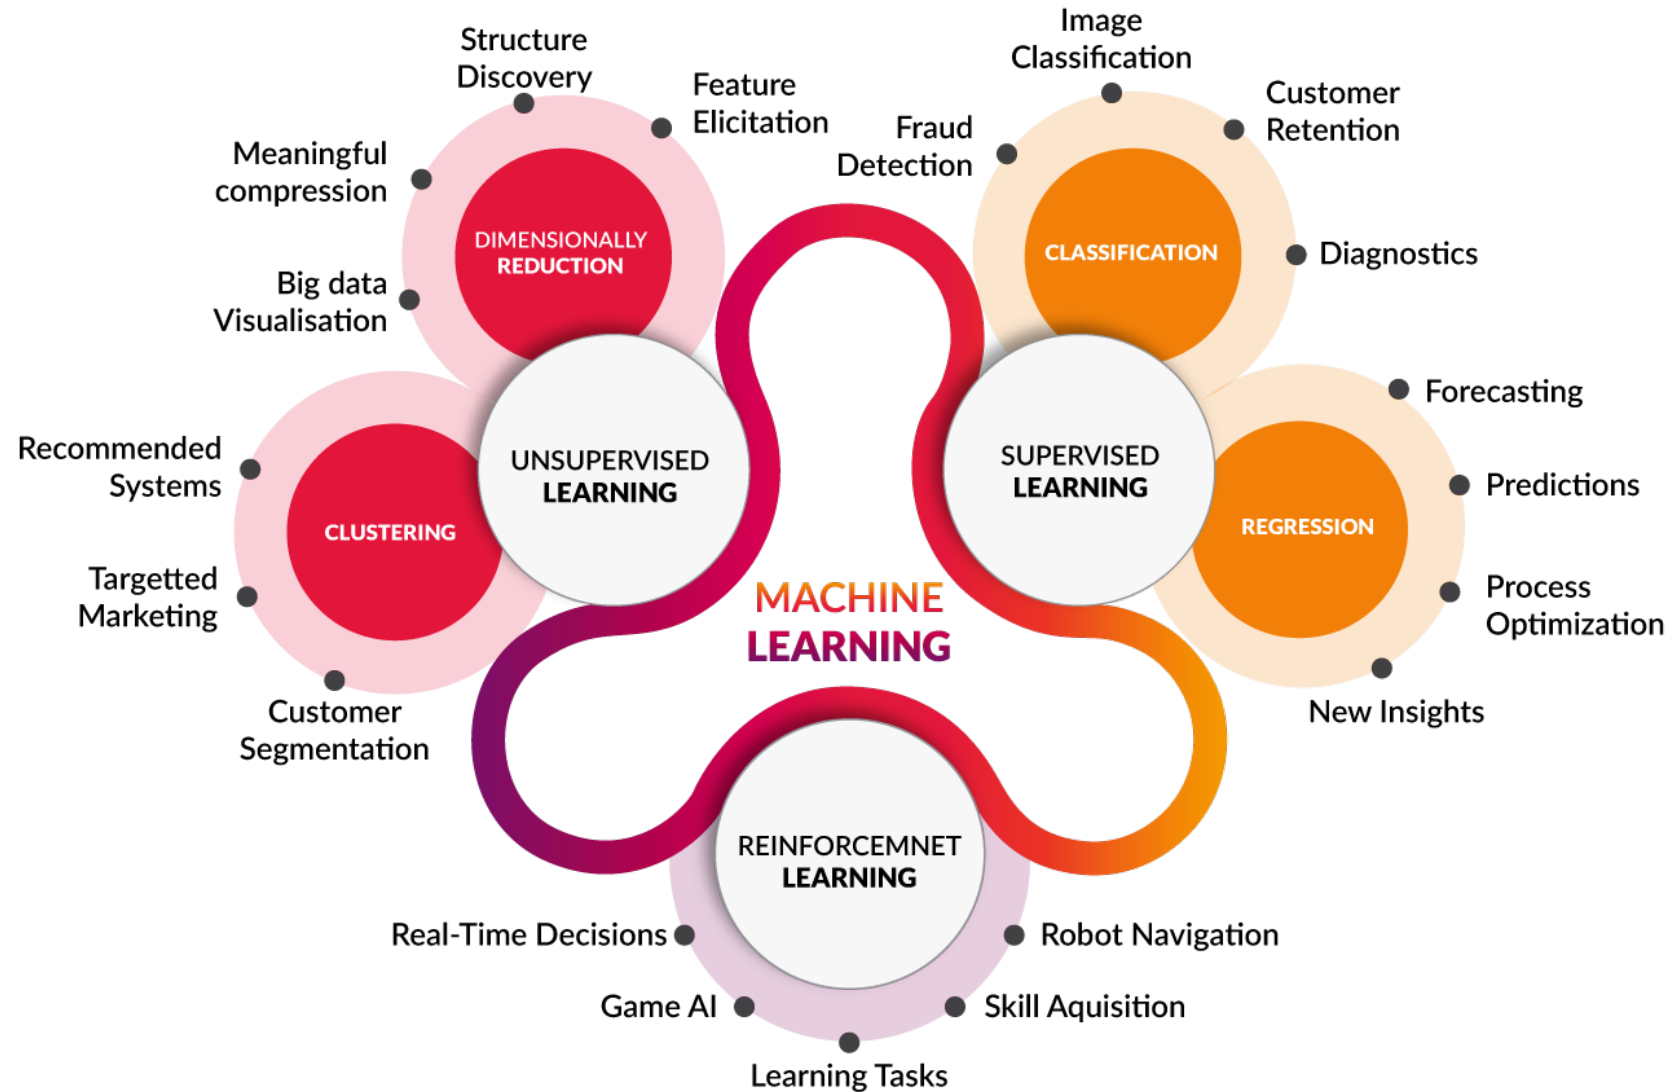 Structure
Discovery
Feature
Elicitation
Meaningful
compression
Big data
Visualisation
DIMENSIONALLY
REDUCTION
Image
Classification
Customer
Retention
Fraud
Detection
Diagnostics
CLASSIFICATION
Recommended
Systems
Targetted
Marketing
Customer
Segmentation
CLUSTERING
UNSUPERVISED
LEARNING
SUPERVISED
LEARNING
Forecasting
Predictions
Process
Optimization
New Insights
REGRESSION
MACHINE
LEARNING
REINFORCEMNET
LEARNING
Real-Time Decisions
Game AI
Learning Tasks
Skill Aquisition
Robot Navigation